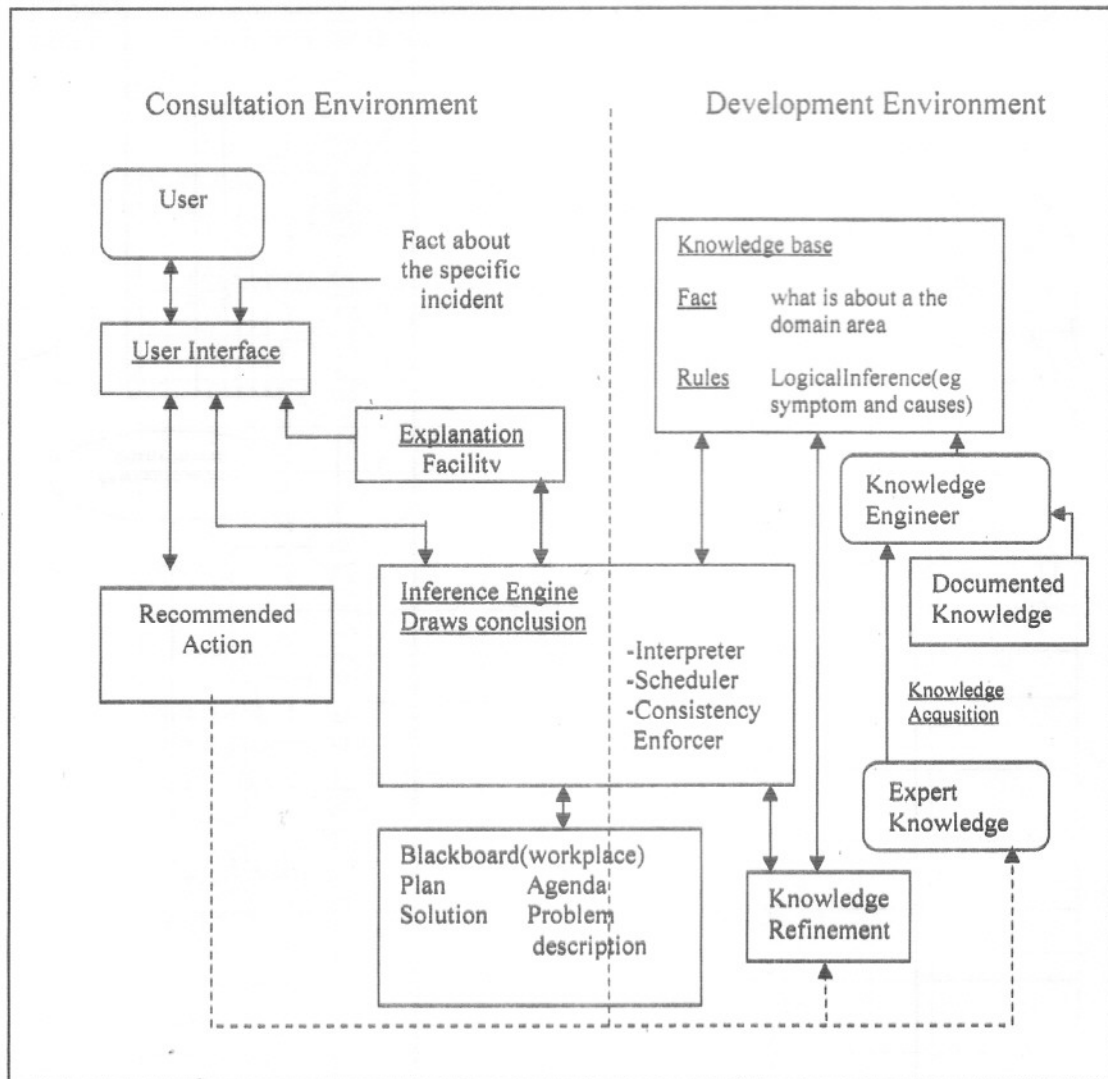 Consultation Environment
Development Environment
User
Fact about
the specific
incident
User Interface
Explanation
Facility
Recommended
Action
Knowledge base
Fact what is about a the
domain area
Rules LogicalInference(eg
symptom and causes)
Knowledge
Engineer
Documented
Knowledge
Inference Engine
Draws conclusion
-Interpreter
-Scheduler
-Consistency
Enforcer
Knowledge
Acqusition
Expert
Knowledge
Blackboard(workplace)
Plan Agenda
Solution Problem
description
Knowledge
Refinement